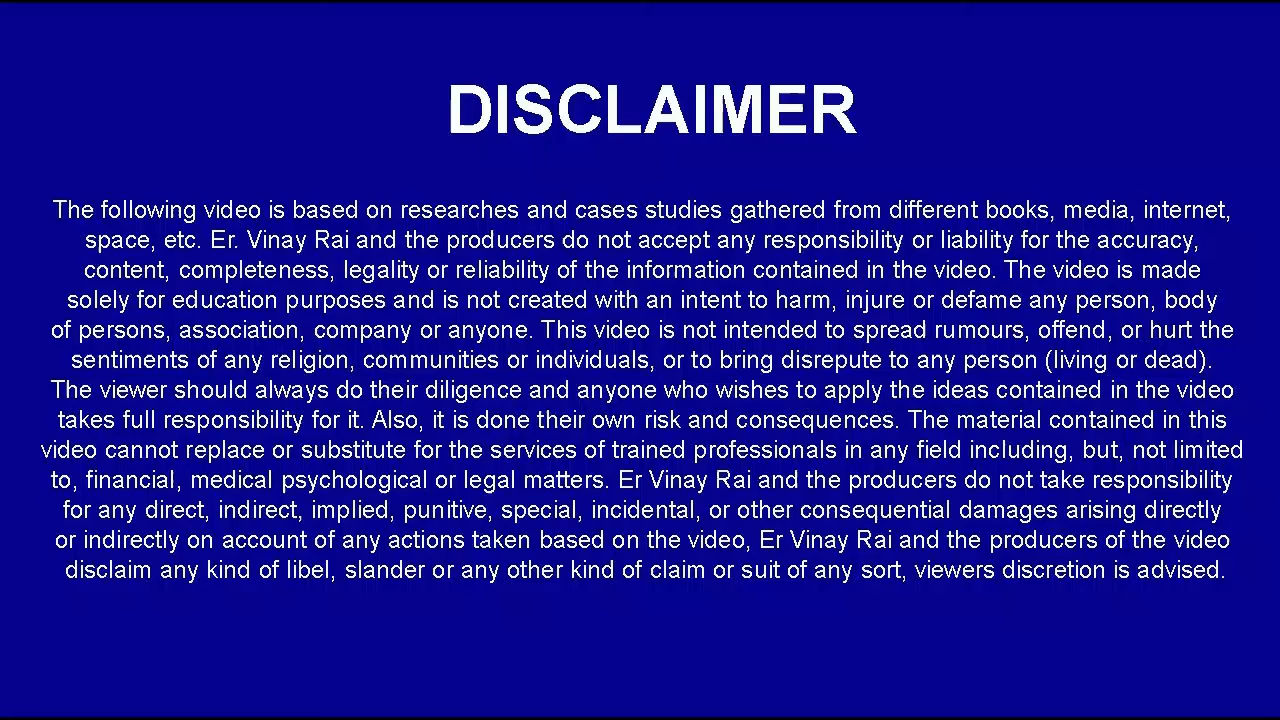 DISCLAIMER
The following video is based on researches and cases studies gathered from different books, media, internet,
space, etc. Er. Vinay Rai and the producers do not accept any responsibility or liability for the accuracy,
content, completeness, legality or reliability of the information contained in the video. The video is made
solely for education purposes and is not created with an intent to harm, injure or defame any person, body
of persons, association, company or anyone. This video is not intended to spread rumours, offend, or hurt the
sentiments of any religion, communities or individuals, or to bring disrepute to any person (living or dead).
The viewer should always do their diligence and anyone who wishes to apply the ideas contained in the video
takes full responsibility for it. Also, it is done their own risk and consequences. The material contained in this
video cannot replace or substitute for the services of trained professionals in any field including, but, not limited
to, financial, medical psychological or legal matters. Er Vinay Rai and the producers do not take responsibility
for any direct, indirect, implied, punitive, special, incidental, or other consequential damages arising directly
or indirectly on account of any actions taken based on the video, Er Vinay Rai and the producers of the video
disclaim any kind of libel, slander or any other kind of claim or suit of any sort, viewers discretion is advised.